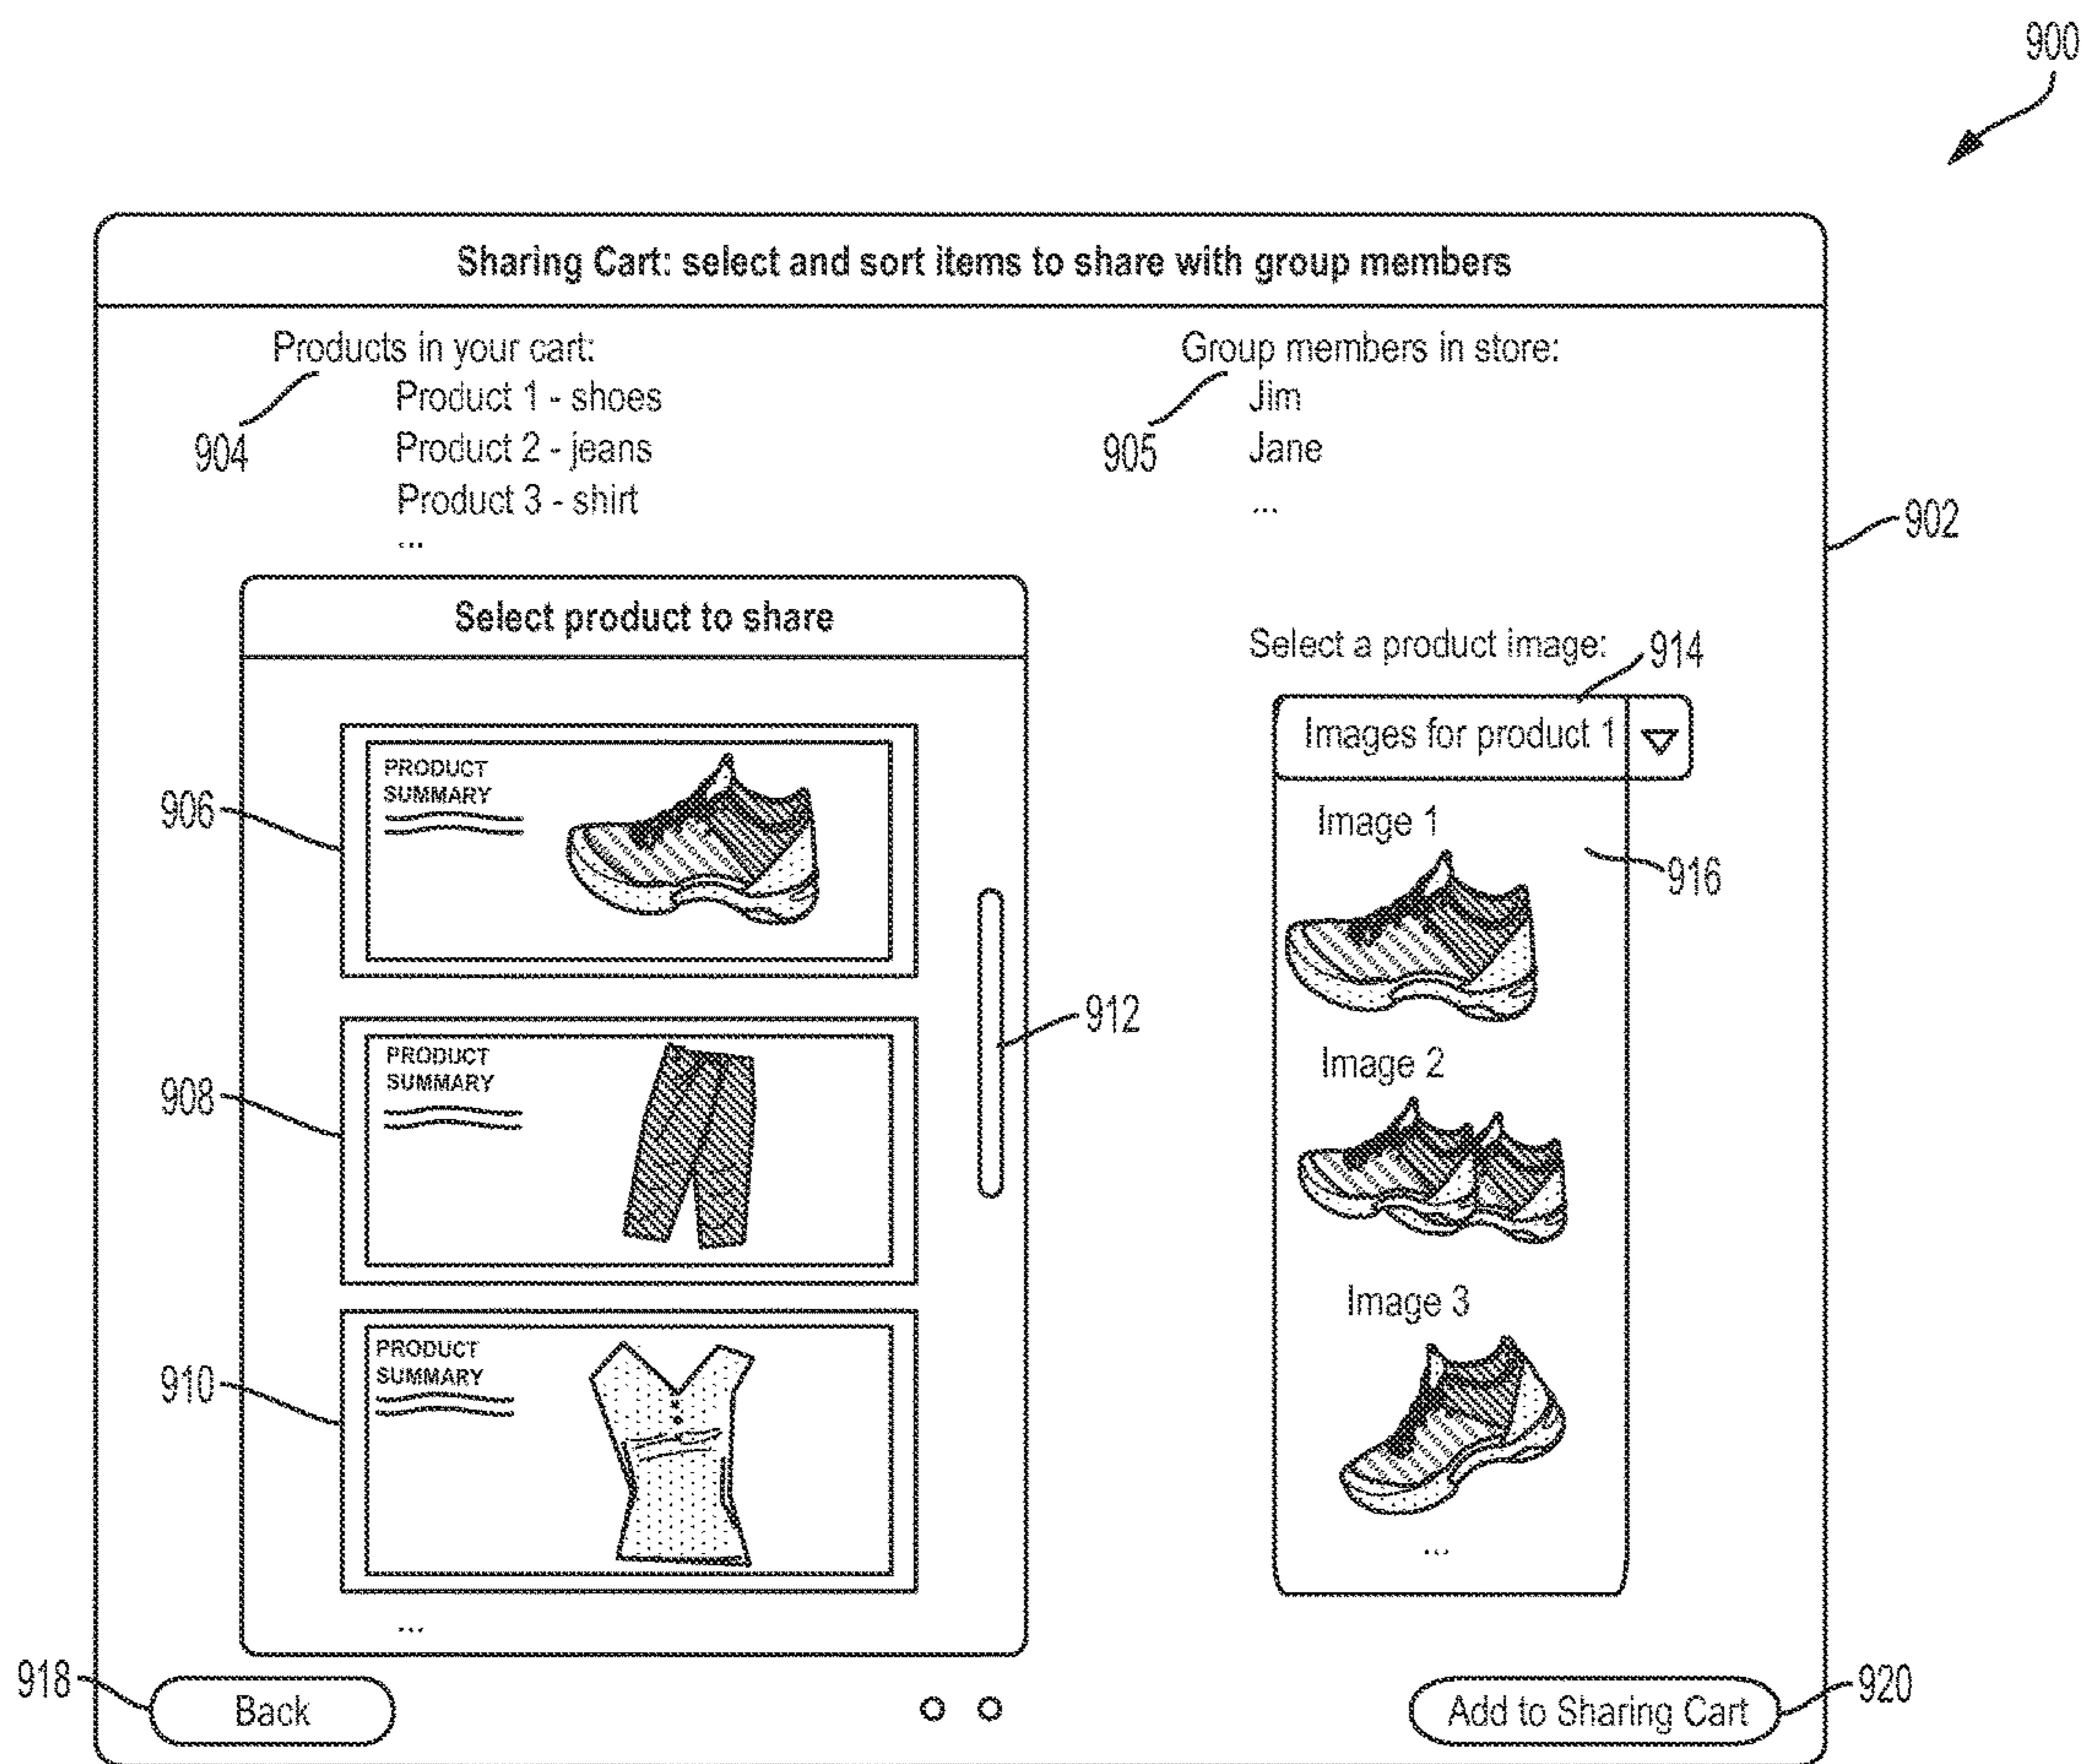 900
Sharing Cart: select and sort items to share with group members
Products in your cart:
Product 1 - shoes
Product 2 - jeans
Product 3 - shirt
...
904
Group members in store:
Jim
Jane
...
905
902
Select product to share
PRODUCT
SUMMARY
906
PRODUCT
SUMMARY
908
PRODUCT
SUMMARY
910
...
912
Select a product image:
914
Images for product 1
Image 1
916
Image 2
Image 3
...
918
Back
Add to Sharing Cart
920